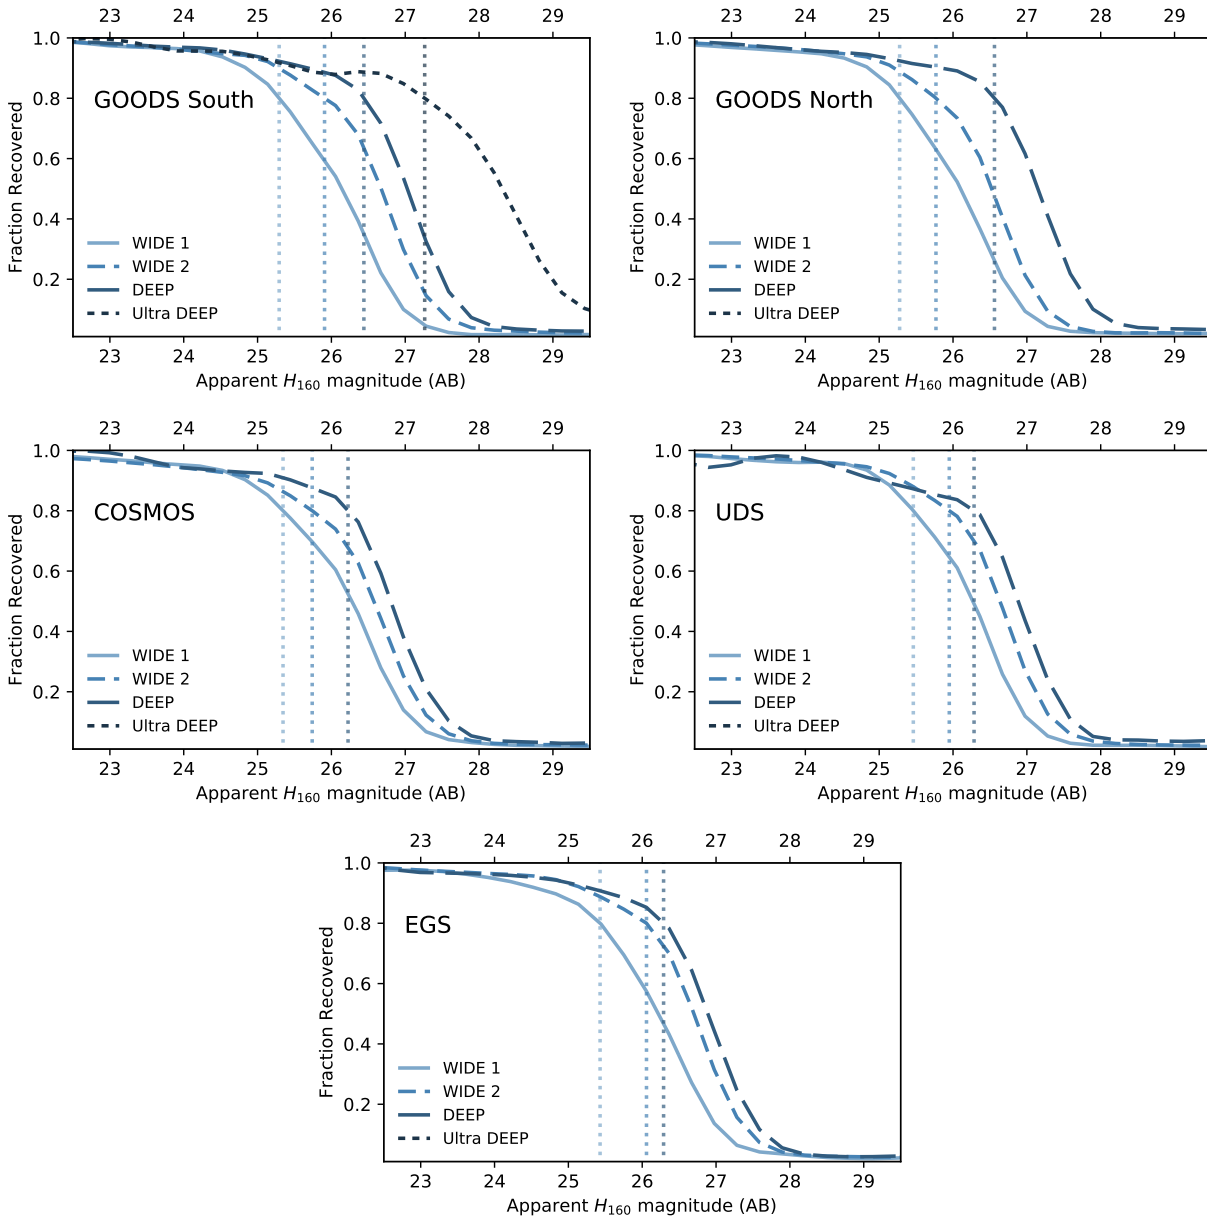 23 24 25 26 27 28 29
1.0
0.8
0.6
0.4
0.2
Fraction Recovered
GOODS South
WIDE 1
WIDE 2
DEEP
Ultra DEEP
23 24 25 26 27 28 29
Apparent H160 magnitude (AB)
23 24 25 26 27 28 29
1.0
0.8
0.6
0.4
0.2
Fraction Recovered
GOODS North
WIDE 1
WIDE 2
DEEP
Ultra DEEP
23 24 25 26 27 28 29
Apparent H160 magnitude (AB)
23 24 25 26 27 28 29
1.0
0.8
0.6
0.4
0.2
Fraction Recovered
COSMOS
WIDE 1
WIDE 2
DEEP
Ultra DEEP
23 24 25 26 27 28 29
Apparent H160 magnitude (AB)
23 24 25 26 27 28 29
1.0
0.8
0.6
0.4
0.2
Fraction Recovered
UDS
WIDE 1
WIDE 2
DEEP
Ultra DEEP
23 24 25 26 27 28 29
Apparent H160 magnitude (AB)
23 24 25 26 27 28 29
1.0
0.8
0.6
0.4
0.2
Fraction Recovered
EGS
WIDE 1
WIDE 2
DEEP
Ultra DEEP
23 24 25 26 27 28 29
Apparent H160 magnitude (AB)